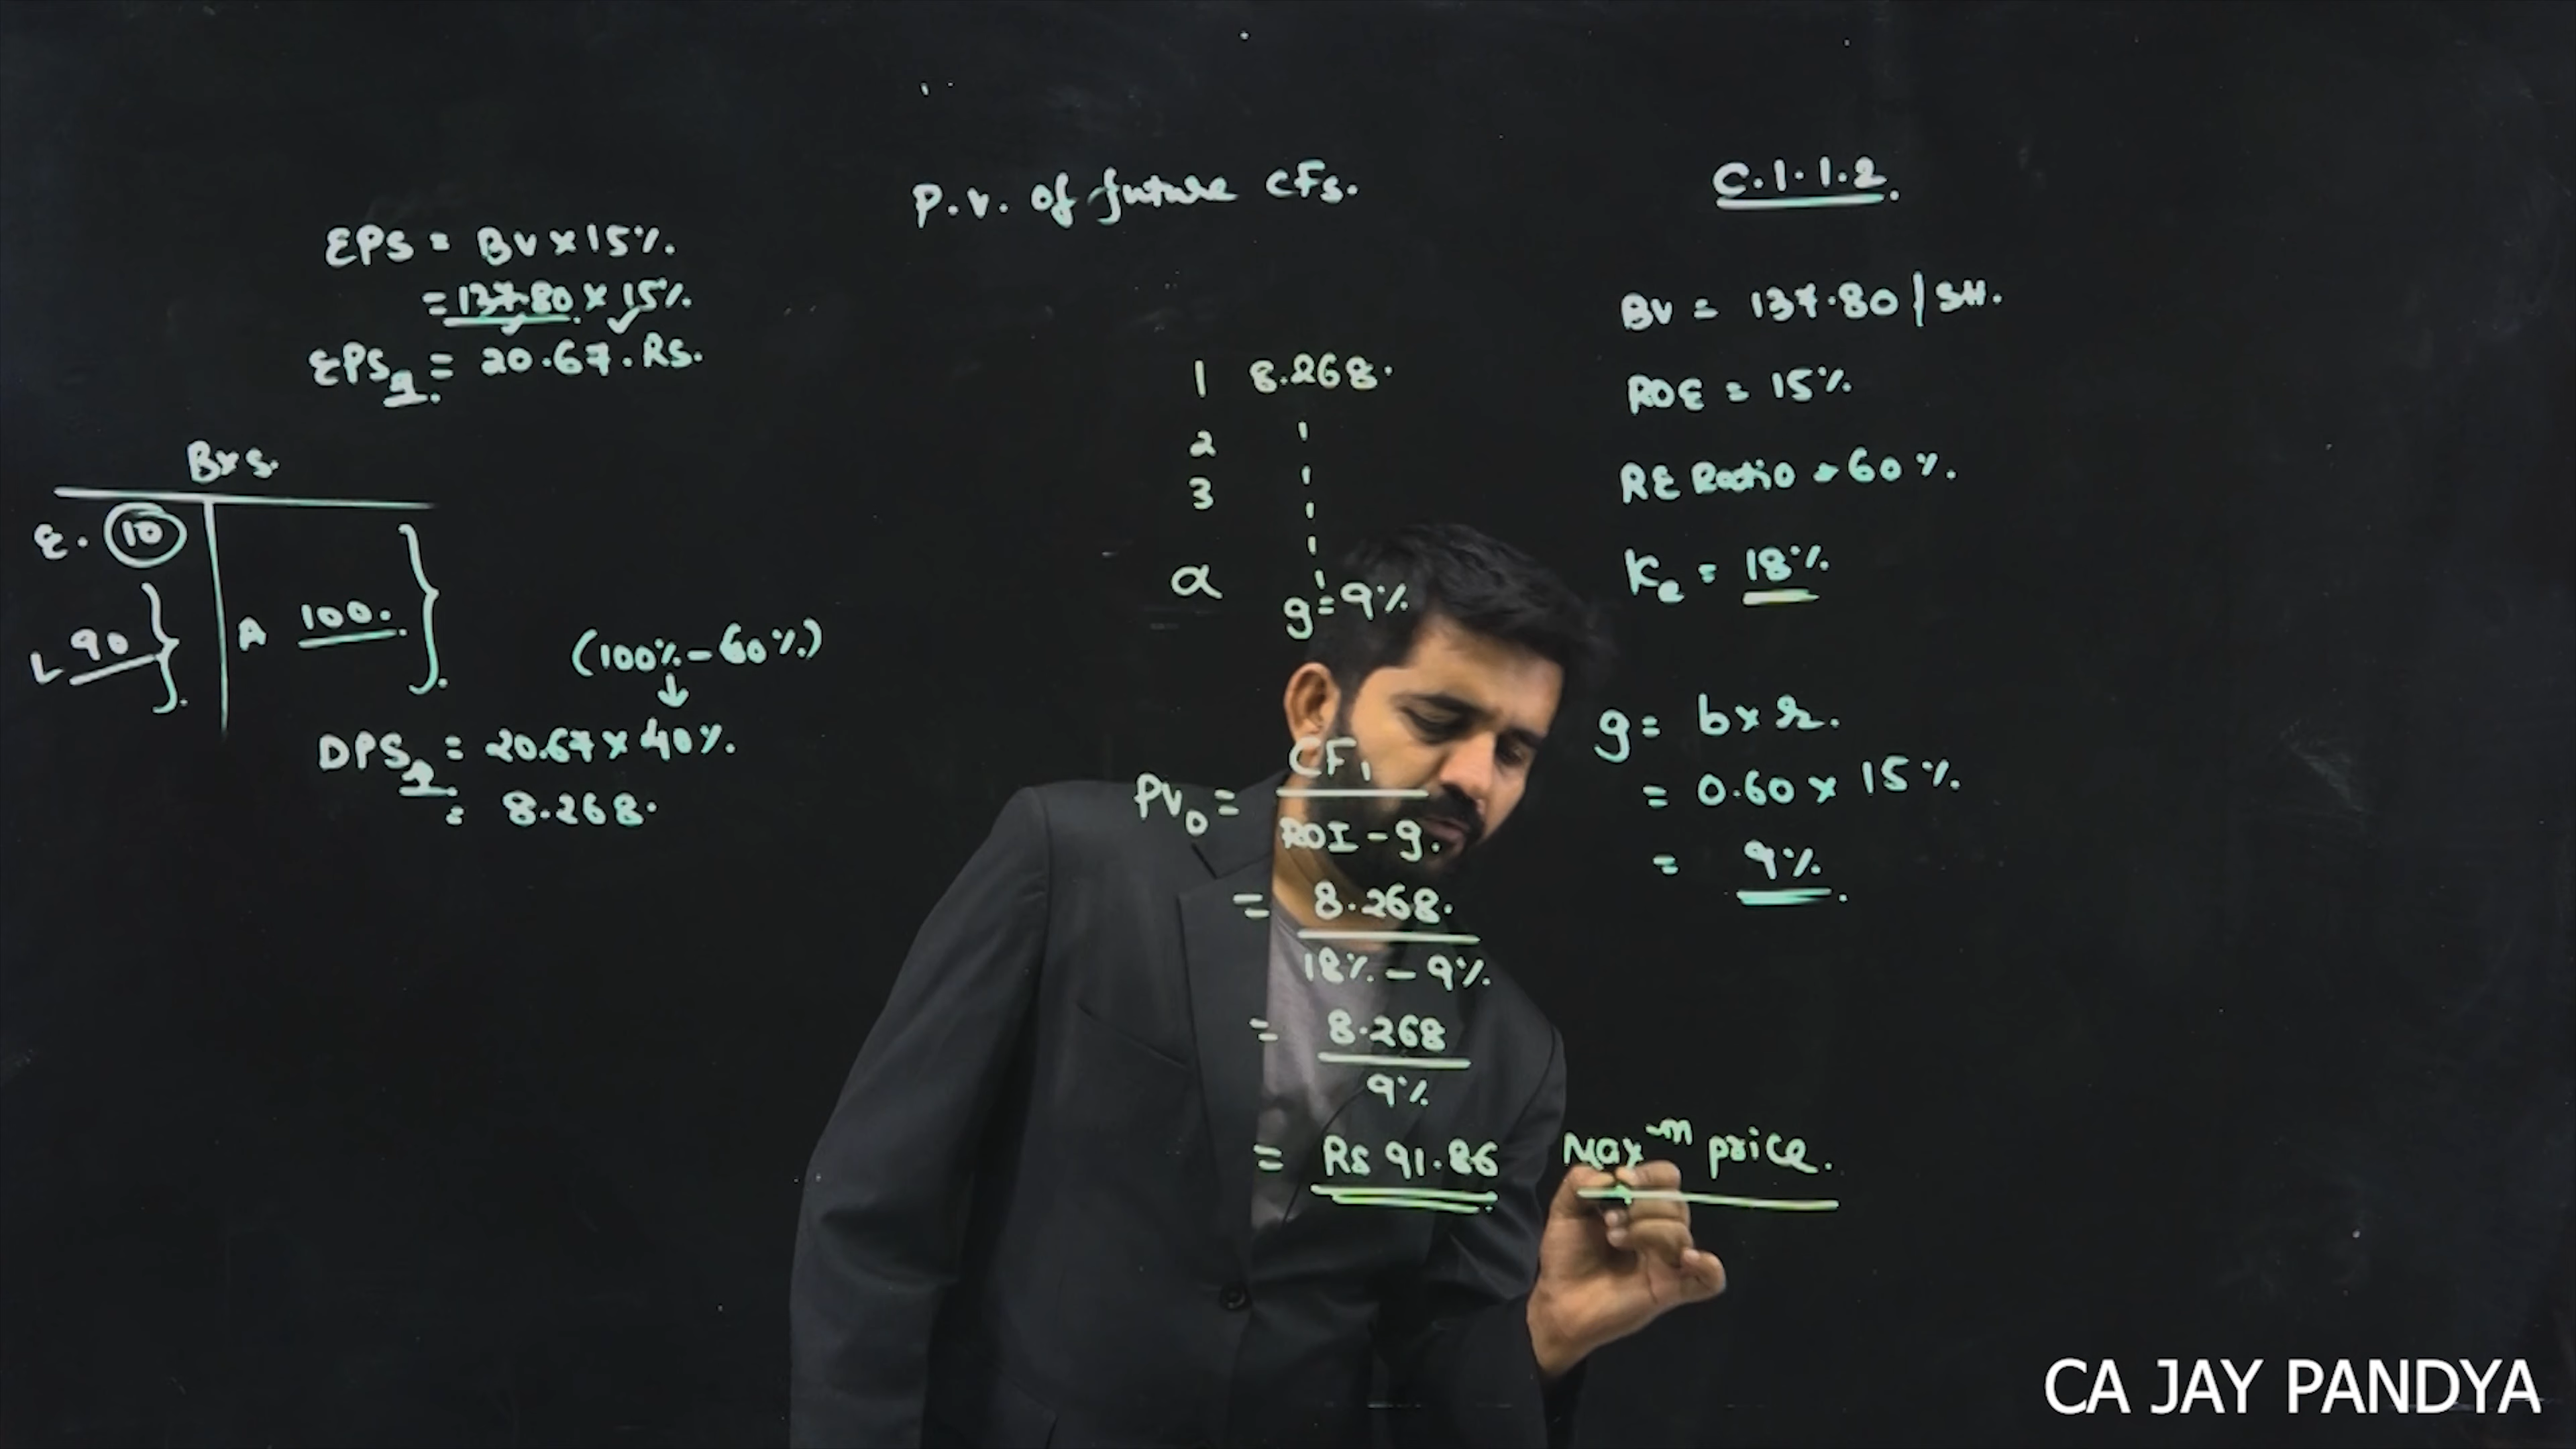 EPS = BV × 15%.
= 137.80 × 15%.
EPS₁ = 20.67. Rs.
B×S.
E. 10
L 90
A 100.
(100% – 60%)
↓
DPS₁ = 20.67 × 40%.
= 8.268.
P.V. of future CFs.
1 8.268.
2
3
α
g = 9%
PV₀ = CF₁ / ROI – g.
= 8.268. / 18% – 9%
= 8.268 / 9%
= Rs 91.86 Max^m price.
C.1.1.2.
BV = 137.80 / SH.
ROE = 15%
RE Ratio = 60%.
Ke = 18%
g = b × r.
= 0.60 × 15%.
= 9%.
CA JAY PANDYA